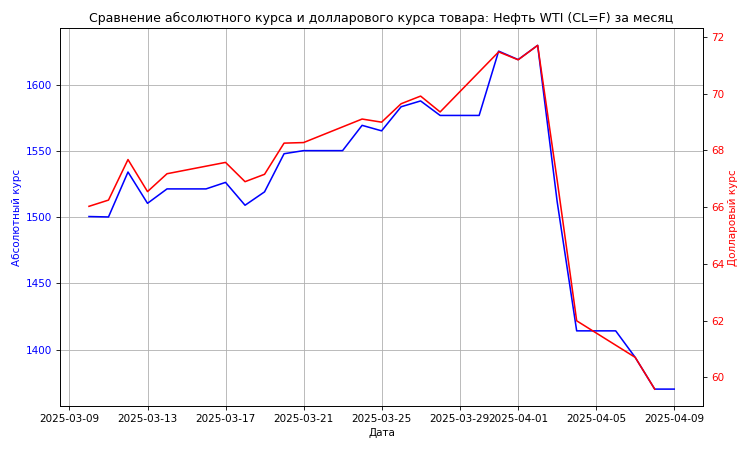 Сравнение абсолютного курса и долларового курса товара: Нефть WTI (CL=F) за месяц
Абсолютный курс
1600
1550
1500
1450
1400
72
70
68
66
64
62
60
Долларовый курс
2025-03-09 2025-03-13 2025-03-17 2025-03-21 2025-03-25 2025-03-29 2025-04-01 2025-04-05 2025-04-09
Дата